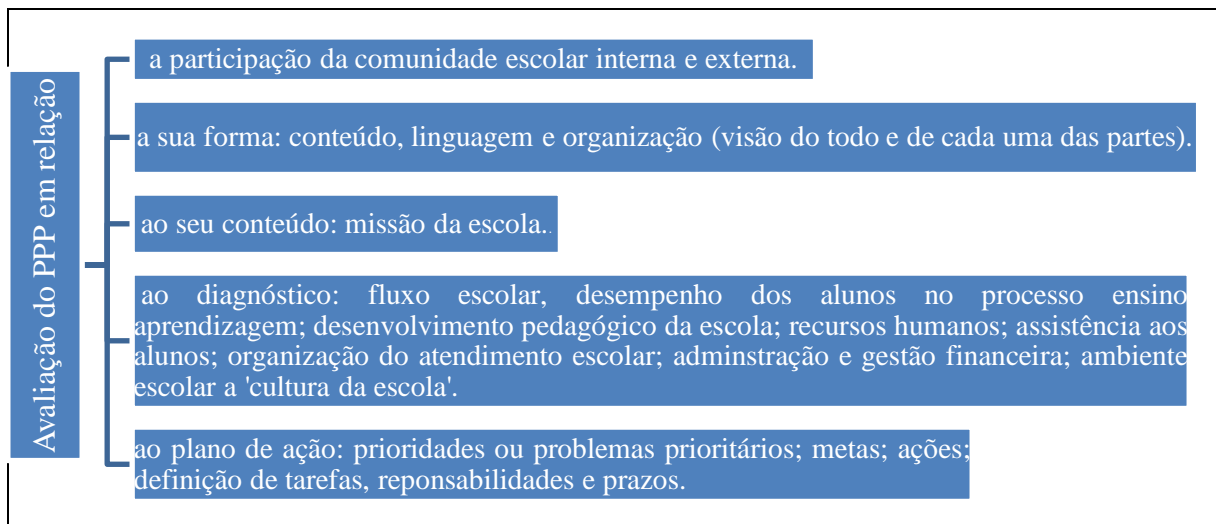 Avaliação do PPP em relação
a participação da comunidade escolar interna e externa.
a sua forma: conteúdo, linguagem e organização (visão do todo e de cada uma das partes).
ao seu conteúdo: missão da escola..
ao diagnóstico: fluxo escolar, desempenho dos alunos no processo ensino
aprendizagem; desenvolvimento pedagógico da escola; recursos humanos; assistência aos
alunos; organização do atendimento escolar; adminstração e gestão financeira; ambiente
escolar a 'cultura da escola'.
ao plano de ação: prioridades ou problemas prioritários; metas; ações;
definição de tarefas, reponsabilidades e prazos.